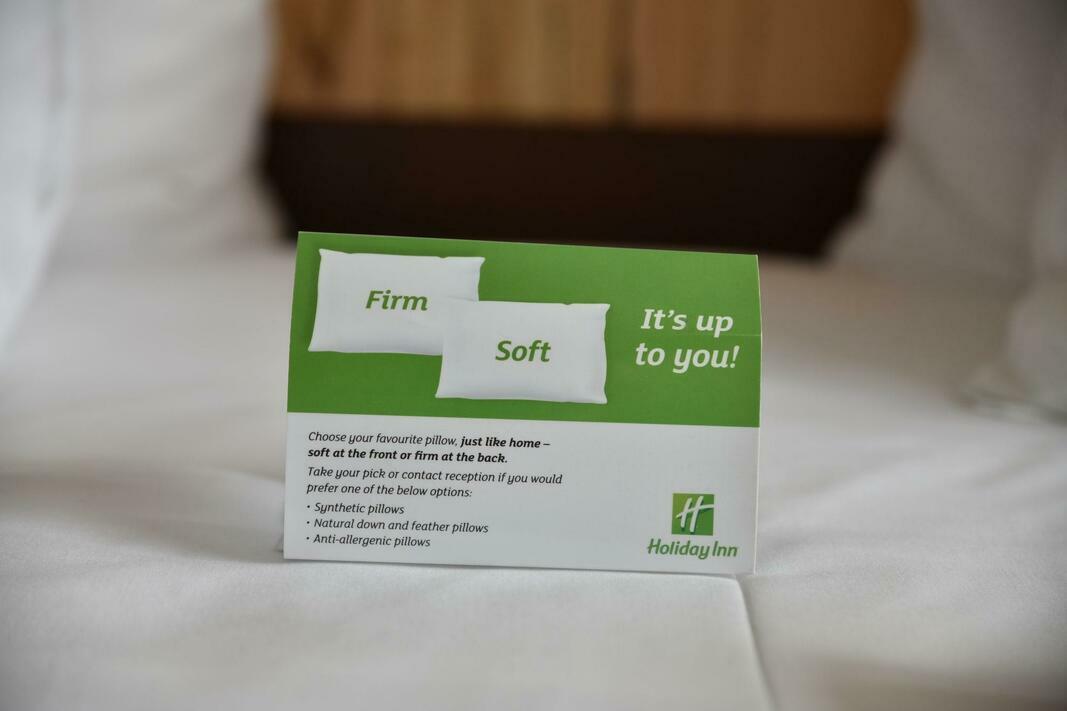 Firm
Soft
It's up
to you!
Choose your favourite pillow, just like home –
soft at the front or firm at the back.
Take your pick or contact reception if you would
prefer one of the below options:
• Synthetic pillows
• Natural down and feather pillows
• Anti-allergenic pillows
H
Holiday Inn